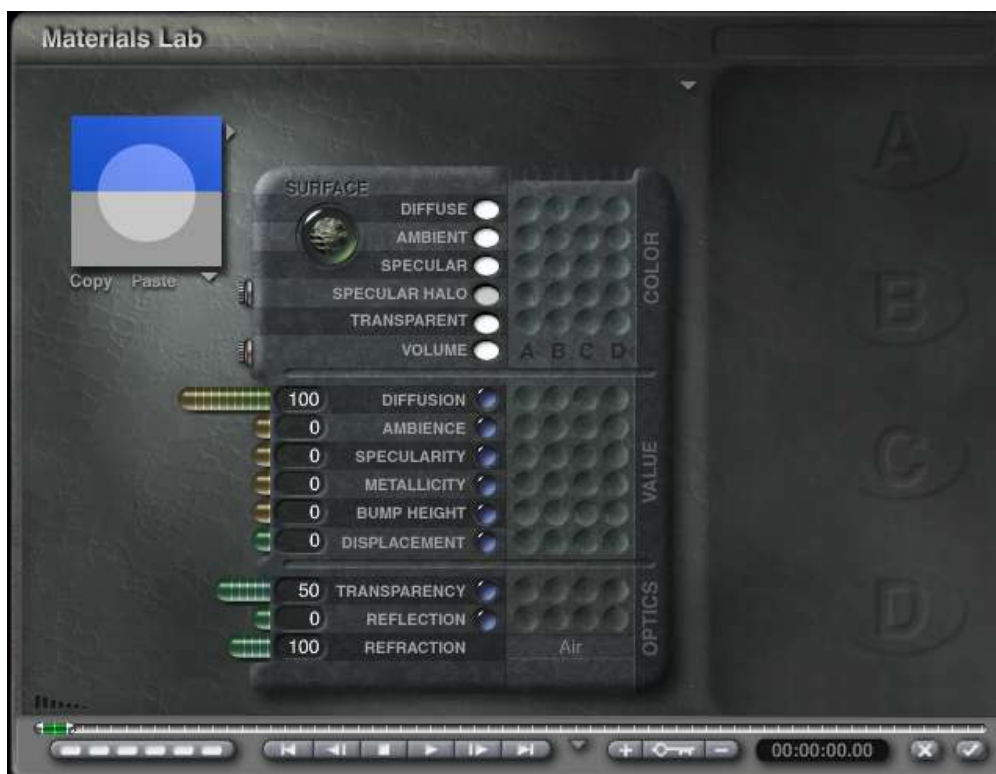 Materials Lab
Copy Paste
SURFACE
DIFFUSE
AMBIENT
SPECULAR
SPECULAR HALO
TRANSPARENT
VOLUME
A B C D
COLOR
100 DIFFUSION
0 AMBIENCE
0 SPECULARITY
0 METALLICITY
0 BUMP HEIGHT
0 DISPLACEMENT
VALUE
50 TRANSPARENCY
0 REFLECTION
100 REFRACTION Air
OPTICS
A
B
C
D
00:00:00.00